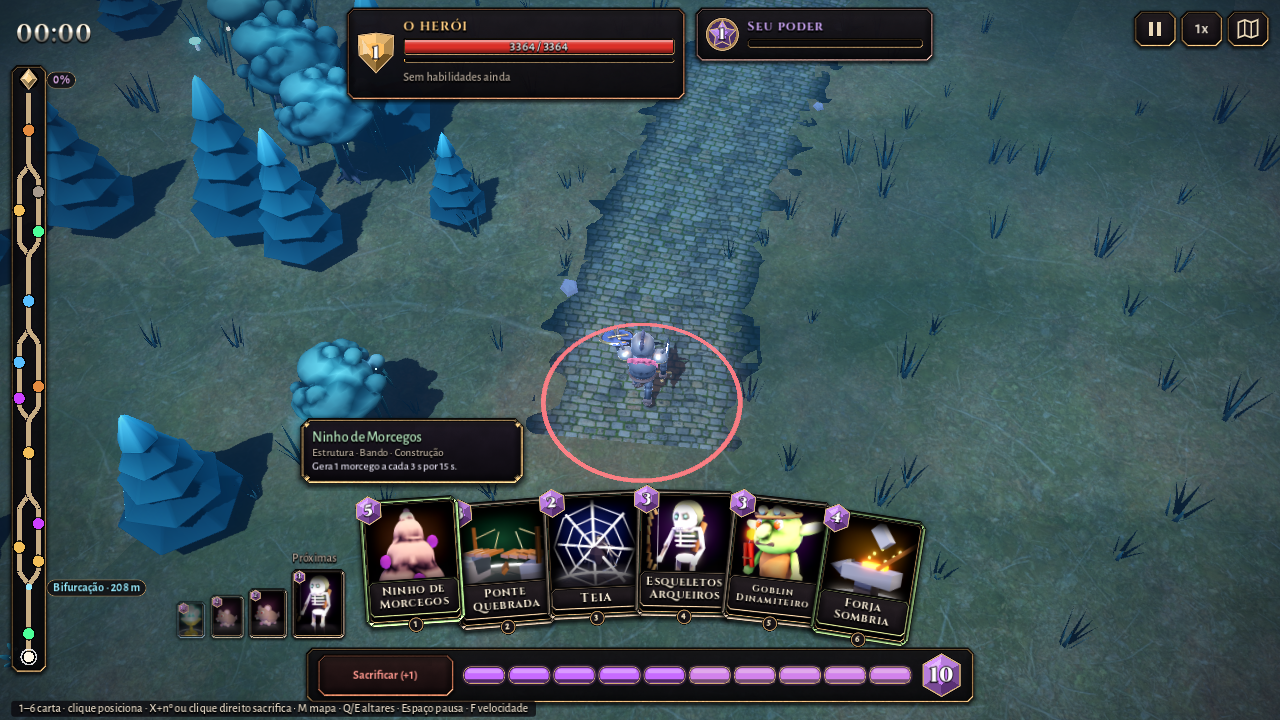 00:00
O HERÓI
1
3364 / 3364
Sem habilidades ainda
1
SEU PODER
1x
0%
Bifurcação · 208 m
Ninho de Morcegos
Estrutura · Bando · Construção
Gera 1 morcego a cada 3 s por 15 s.
Próximas
5
NINHO DE
MORCEGOS
1
PONTE
QUEBRADA
2
2
TEIA
3
3
ESQUELETOS
ARQUEIROS
4
3
GOBLIN
DINAMITEIRO
5
4
FORJA
SOMBRIA
6
Sacrificar (+1)
10
1–6 carta · clique posiciona · X+nº ou clique direito sacrifica · M mapa · Q/E altares · Espaço pausa · F velocidade